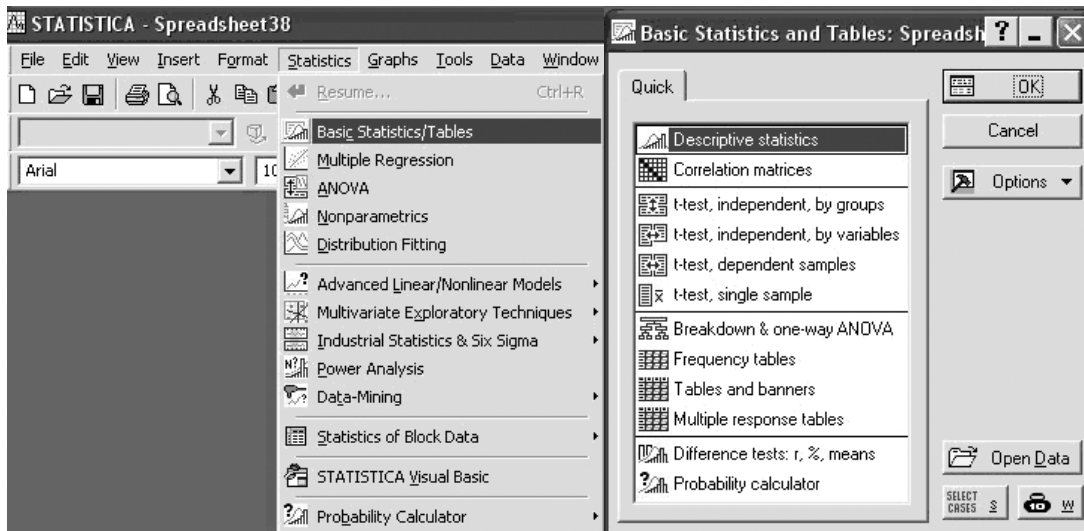 STATISTICA - Spreadsheet38
File Edit View Insert Format Statistics Graphs Tools Data Window
Resume... Ctrl+R
Basic Statistics/Tables
Multiple Regression
ANOVA
Nonparametrics
Distribution Fitting
Advanced Linear/Nonlinear Models
Multivariate Exploratory Techniques
Industrial Statistics & Six Sigma
Power Analysis
Data-Mining
Statistics of Block Data
STATISTICA Visual Basic
Probability Calculator
Arial 10
Basic Statistics and Tables: Spreadsh
Quick
Descriptive statistics
Correlation matrices
t-test, independent, by groups
t-test, independent, by variables
t-test, dependent samples
t-test, single sample
Breakdown & one-way ANOVA
Frequency tables
Tables and banners
Multiple response tables
Difference tests: r, %, means
Probability calculator
OK
Cancel
Options
Open Data
SELECT
CASES S
W